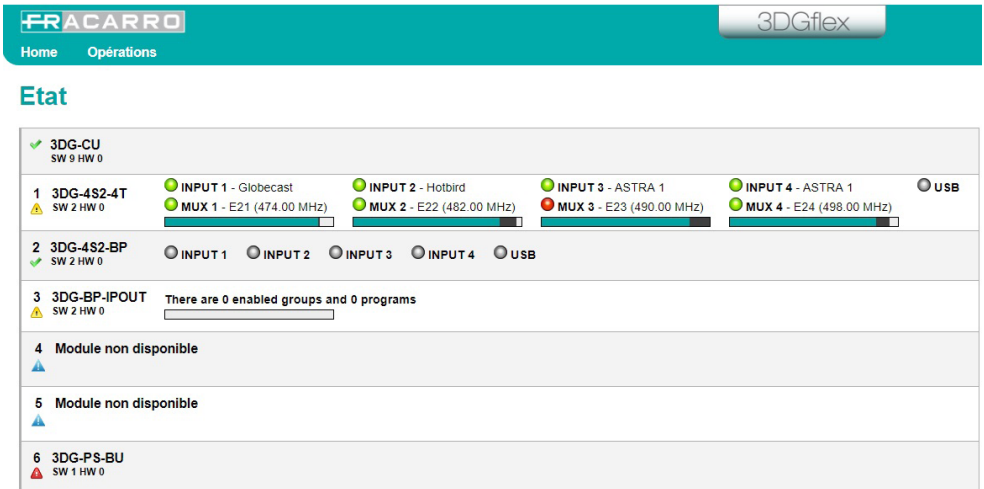 FRACARRO
3DGflex
Home Opérations
Etat
3DG-CU
SW 9 HW 0
1 3DG-4S2-4T
SW 2 HW 0
INPUT 1 - Globecast INPUT 2 - Hotbird INPUT 3 - ASTRA 1 INPUT 4 - ASTRA 1 USB
MUX 1 - E21 (474.00 MHz) MUX 2 - E22 (482.00 MHz) MUX 3 - E23 (490.00 MHz) MUX 4 - E24 (498.00 MHz)
2 3DG-4S2-BP
SW 2 HW 0
INPUT 1 INPUT 2 INPUT 3 INPUT 4 USB
3 3DG-BP-IPOUT
SW 2 HW 0
There are 0 enabled groups and 0 programs
4 Module non disponible
5 Module non disponible
6 3DG-PS-BU
SW 1 HW 0